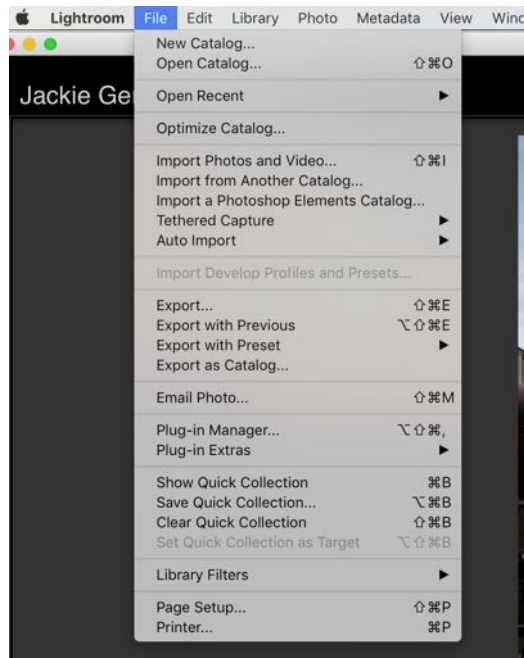 Lightroom File Edit Library Photo Metadata View
Jackie
New Catalog...
Open Catalog... ⇧⌘O
Open Recent ▶
Optimize Catalog...
Import Photos and Video... ⇧⌘I
Import from Another Catalog...
Import a Photoshop Elements Catalog...
Tethered Capture ▶
Auto Import ▶
Import Develop Profiles and Presets...
Export... ⇧⌘E
Export with Previous ⌥⇧⌘E
Export with Preset ▶
Export as Catalog...
Email Photo... ⇧⌘M
Plug-in Manager... ⌥⇧⌘,
Plug-in Extras ▶
Show Quick Collection ⌘B
Save Quick Collection... ⌥⌘B
Clear Quick Collection ⇧⌘B
Set Quick Collection as Target ⌥⇧⌘B
Library Filters ▶
Page Setup... ⇧⌘P
Printer... ⌘P